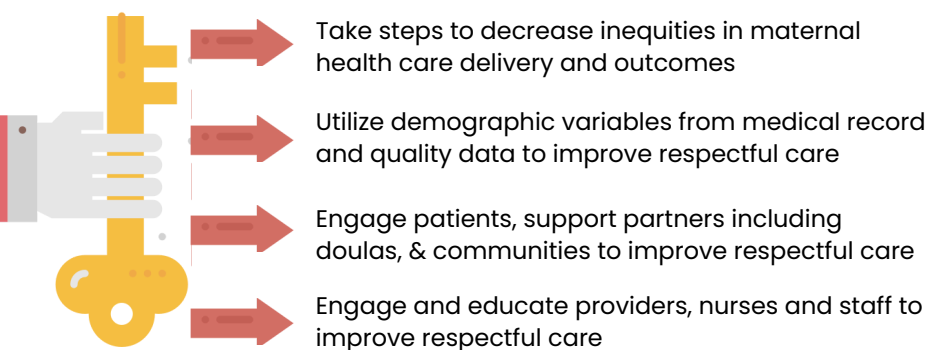 Take steps to decrease inequities in maternal
health care delivery and outcomes
Utilize demographic variables from medical record
and quality data to improve respectful care
Engage patients, support partners including
doulas, & communities to improve respectful care
Engage and educate providers, nurses and staff to
improve respectful care